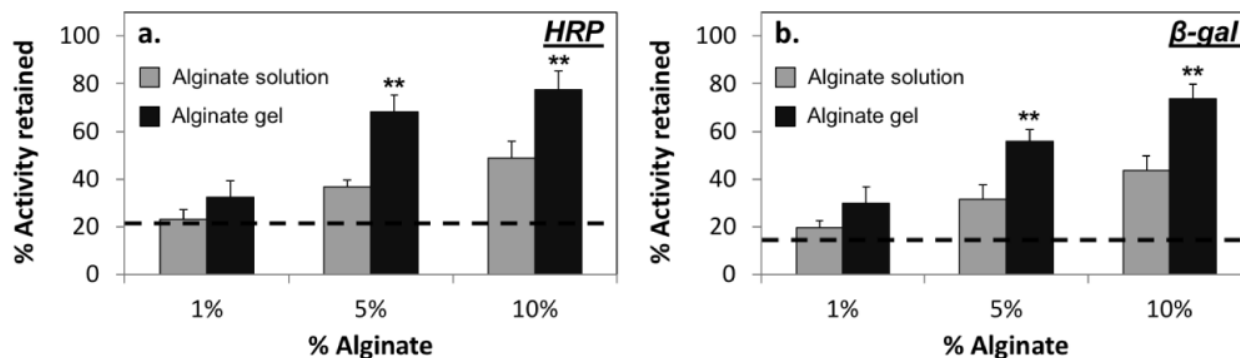 a.
HRP
Alginate solution
Alginate gel
**
**
100
80
60
40
20
0
% Activity retained
1%
5%
10%
% Alginate
b.
β-gal
Alginate solution
Alginate gel
**
**
100
80
60
40
20
0
% Activity retained
1%
5%
10%
% Alginate